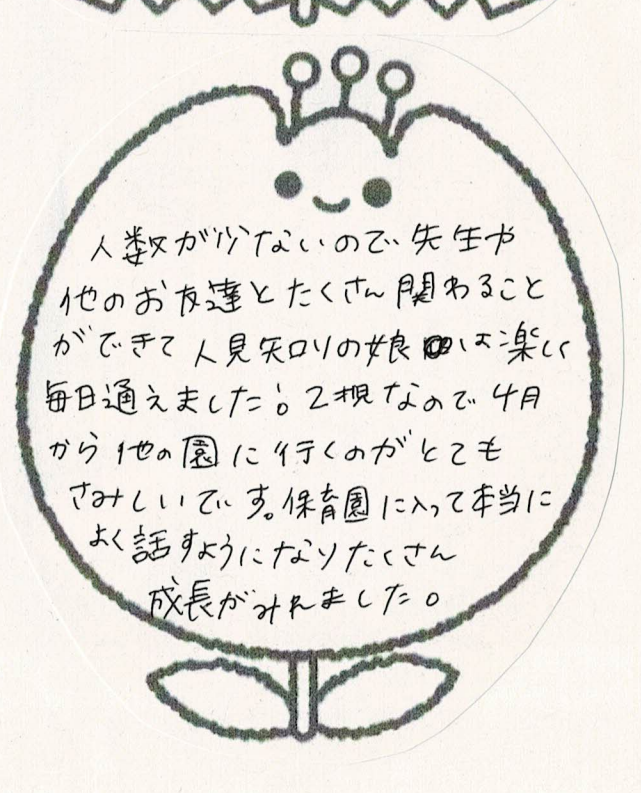 人数が少ないので先生や
他のお友達とたくさん関わること
ができて人見知りの娘は楽しく
毎日通えました！。2視なので4月
から他の園に行くのがとても
さみしいです。保育園に入って本当に
よく話すようになりたくさん
成長がみれました。